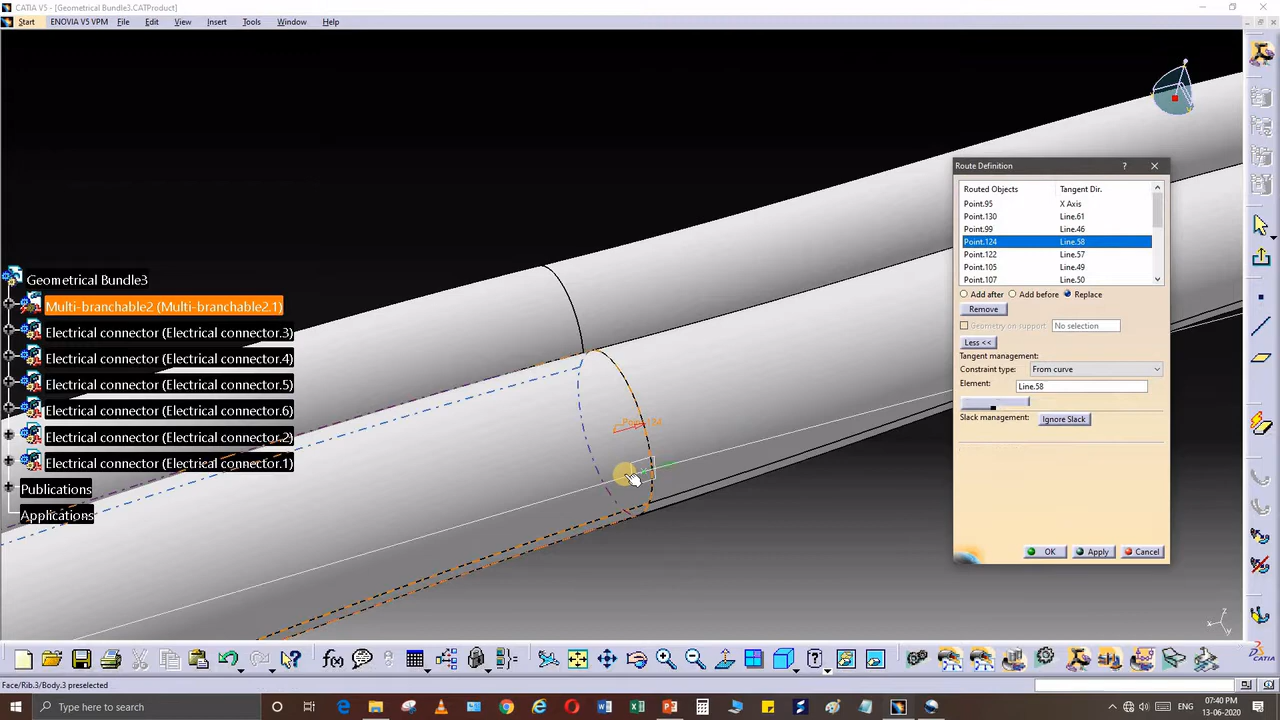 CATIA V5 - [Geometrical Bundle3.CATProduct]
Start ENOVIA V5 VPM File Edit View Insert Tools Window Help
Route Definition ?
Routed Objects Tangent Dir.
Point.95 X Axis
Point.130 Line.61
Point.99 Line.46
Point.124 Line.58
Point.122 Line.57
Point.105 Line.49
Point.107 Line.50
Add after Add before Replace
Remove
Geometry on support No selection
Less <<
Tangent management:
Constraint type: From curve
Element: Line.58
Slack management: Ignore Slack
OK Apply Cancel
Geometrical Bundle3
Multi-branchable2 (Multi-branchable2.1)
Electrical connector (Electrical connector.3)
Electrical connector (Electrical connector.4)
Electrical connector (Electrical connector.5)
Electrical connector (Electrical connector.6)
Electrical connector (Electrical connector.2)
Electrical connector (Electrical connector.1)
Publications
Applications
Point.124
Face/Rib.3/Body.3 preselected
Type here to search
ENG
07:40 PM
13-06-2020